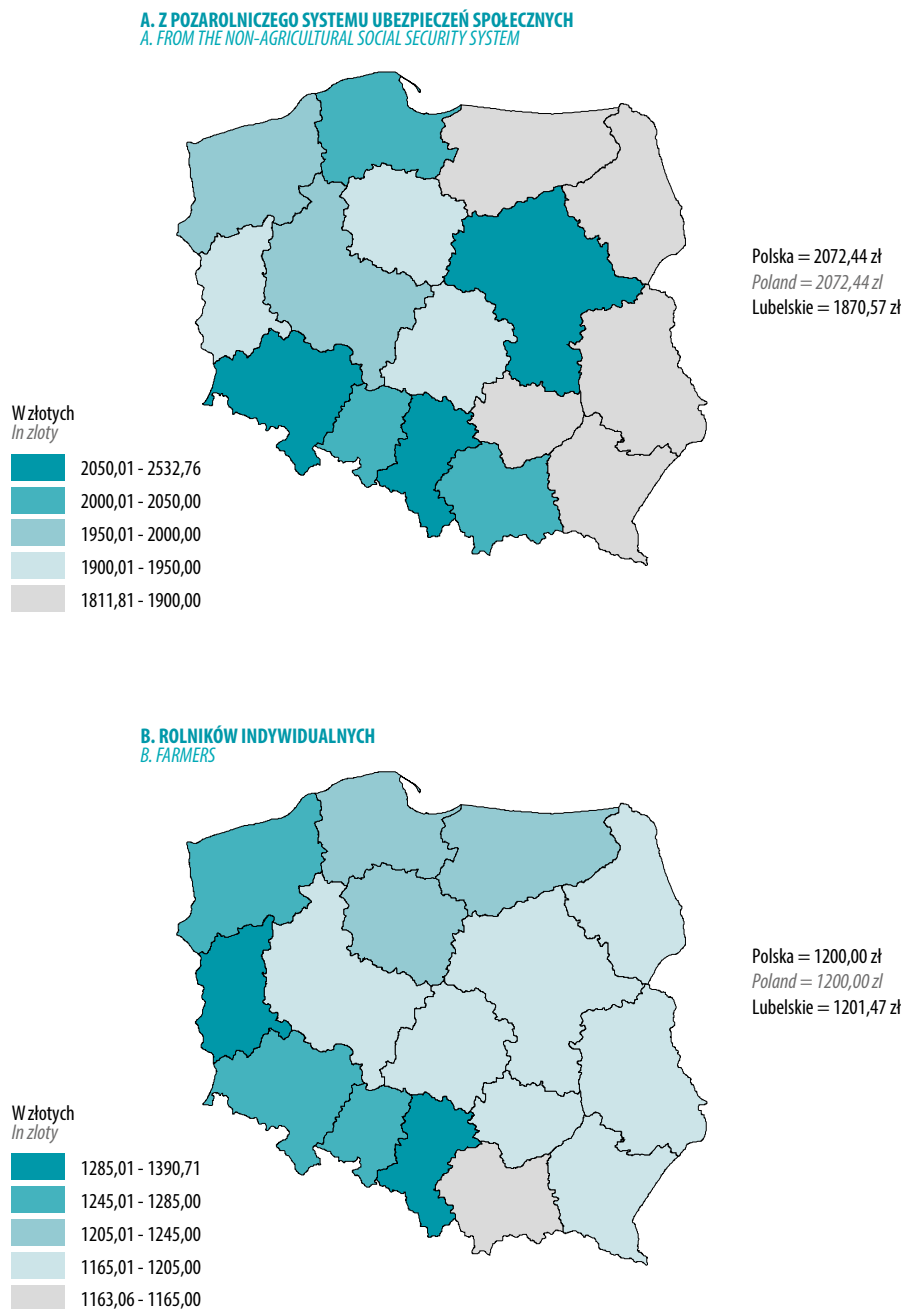 A. Z POZAROLNICZEGO SYSTEMU UBEZPIECZEŃ SPOŁECZNYCH
A. FROM THE NON-AGRICULTURAL SOCIAL SECURITY SYSTEM
Polska = 2072,44 zł
Poland = 2072,44 zl
Lubelskie = 1870,57 zł
W złotych
In zloty
2050,01 - 2532,76
2000,01 - 2050,00
1950,01 - 2000,00
1900,01 - 1950,00
1811,81 - 1900,00
B. ROLNIKÓW INDYWIDUALNYCH
B. FARMERS
Polska = 1200,00 zł
Poland = 1200,00 zl
Lubelskie = 1201,47 zł
W złotych
In zloty
1285,01 - 1390,71
1245,01 - 1285,00
1205,01 - 1245,00
1165,01 - 1205,00
1163,06 - 1165,00